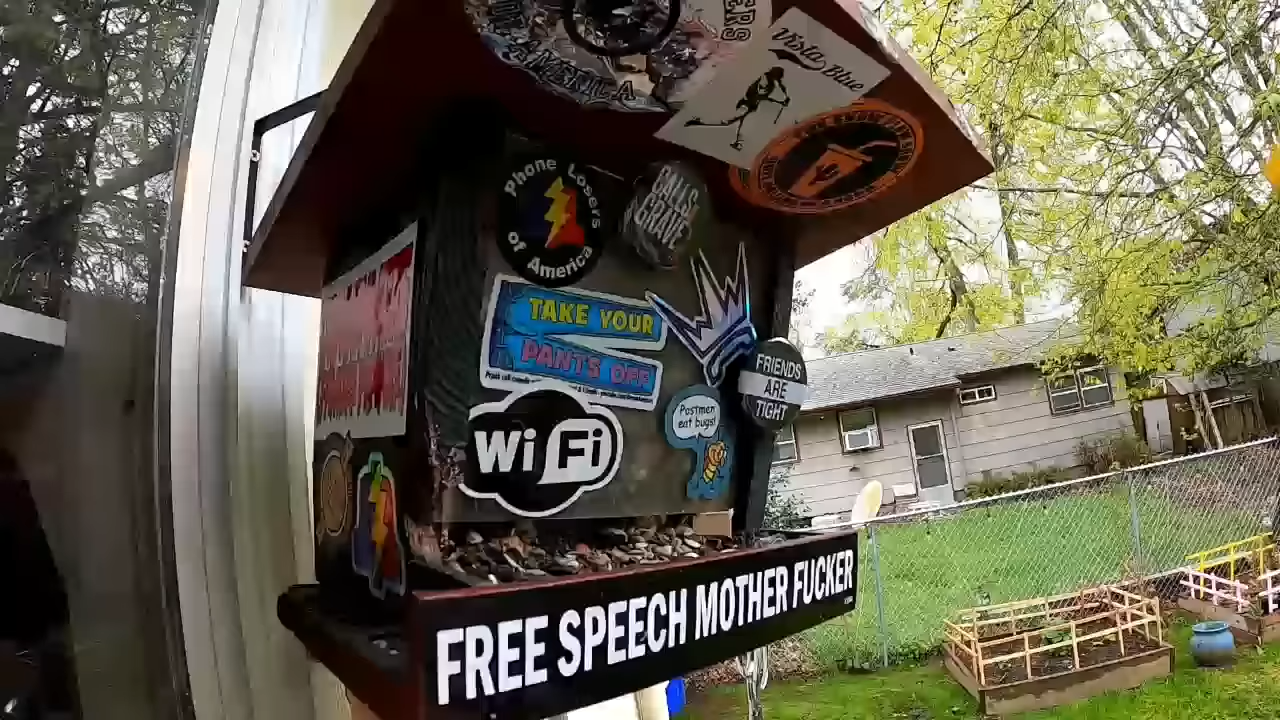 AMERICA
Vista Blue
Phone Losers
of America
CALLS
GRAVE
TAKE YOUR
PANTS OFF
FRIENDS
ARE
TIGHT
Postmen
eat bugs!
Wi Fi
FREE SPEECH MOTHER FUCKER